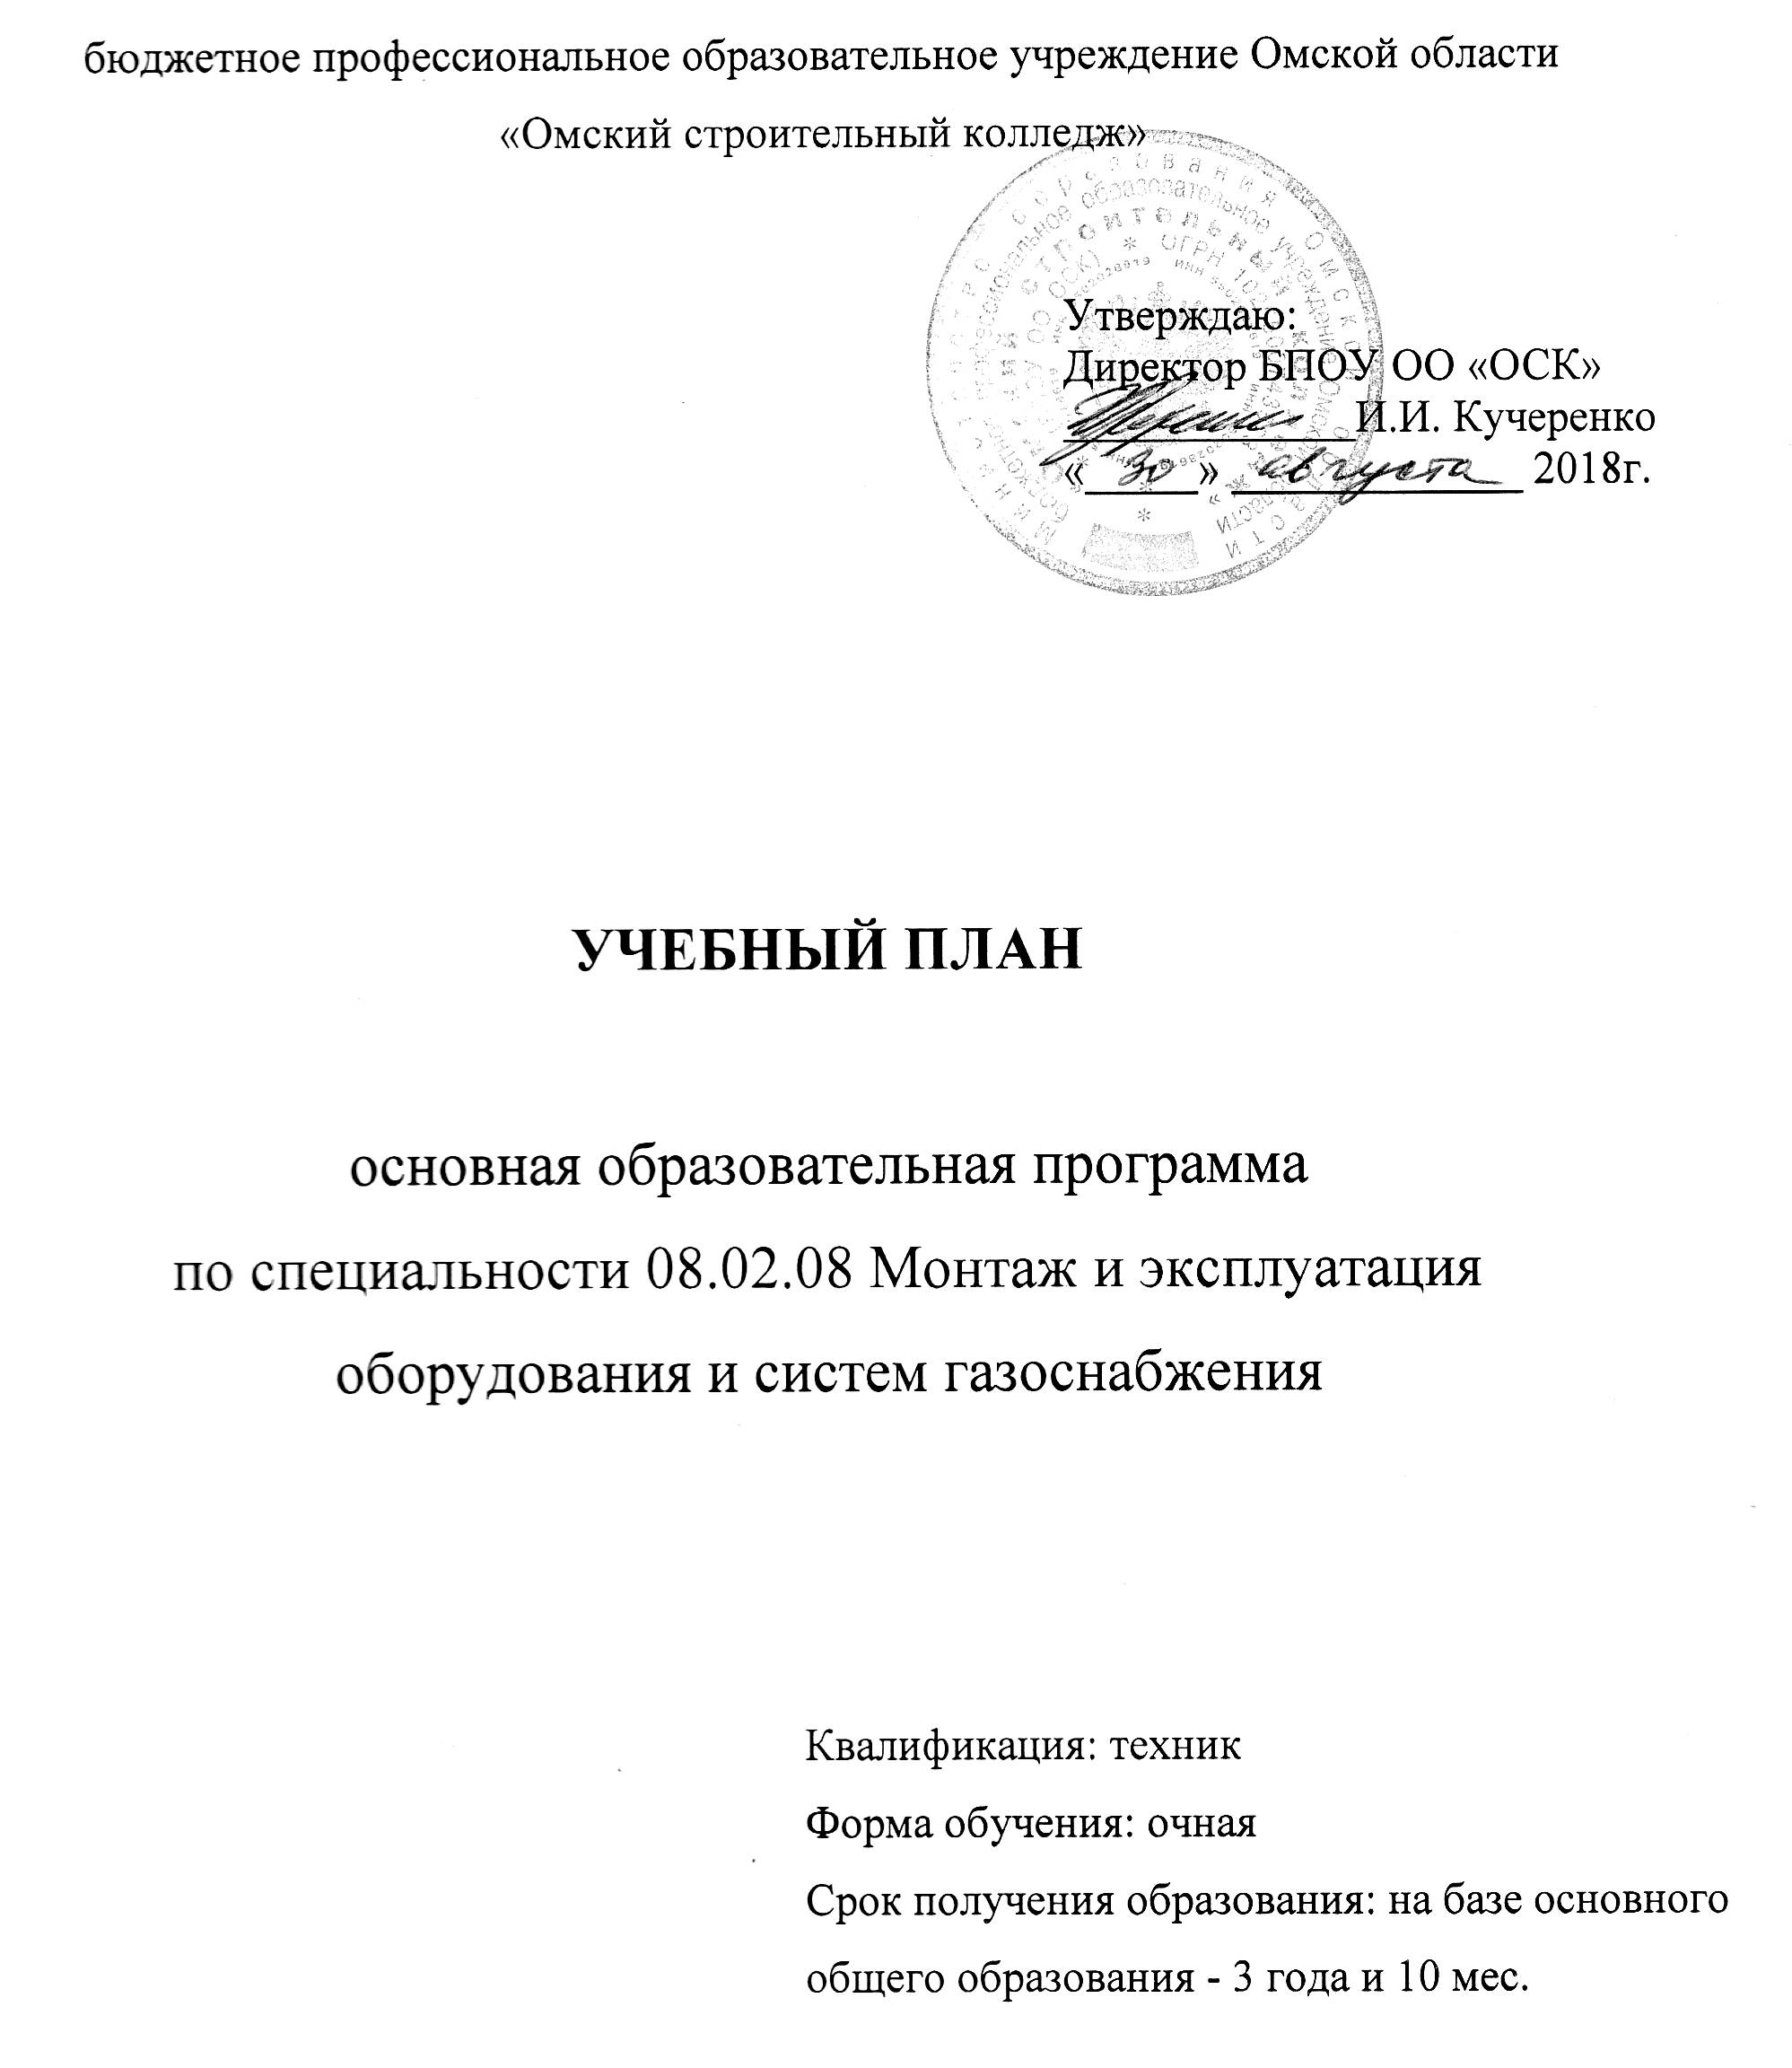 бюджетное профессиональное образовательное учреждение Омской области
«Омский строительный колледж»
Утверждаю:
Директор БПОУ ОО «ОСК»
И.И. Кучеренко
«30» августа 2018г.
УЧЕБНЫЙ ПЛАН
основная образовательная программа
по специальности 08.02.08 Монтаж и эксплуатация
оборудования и систем газоснабжения
Квалификация: техник
Форма обучения: очная
Срок получения образования: на базе основного
общего образования - 3 года и 10 мес.